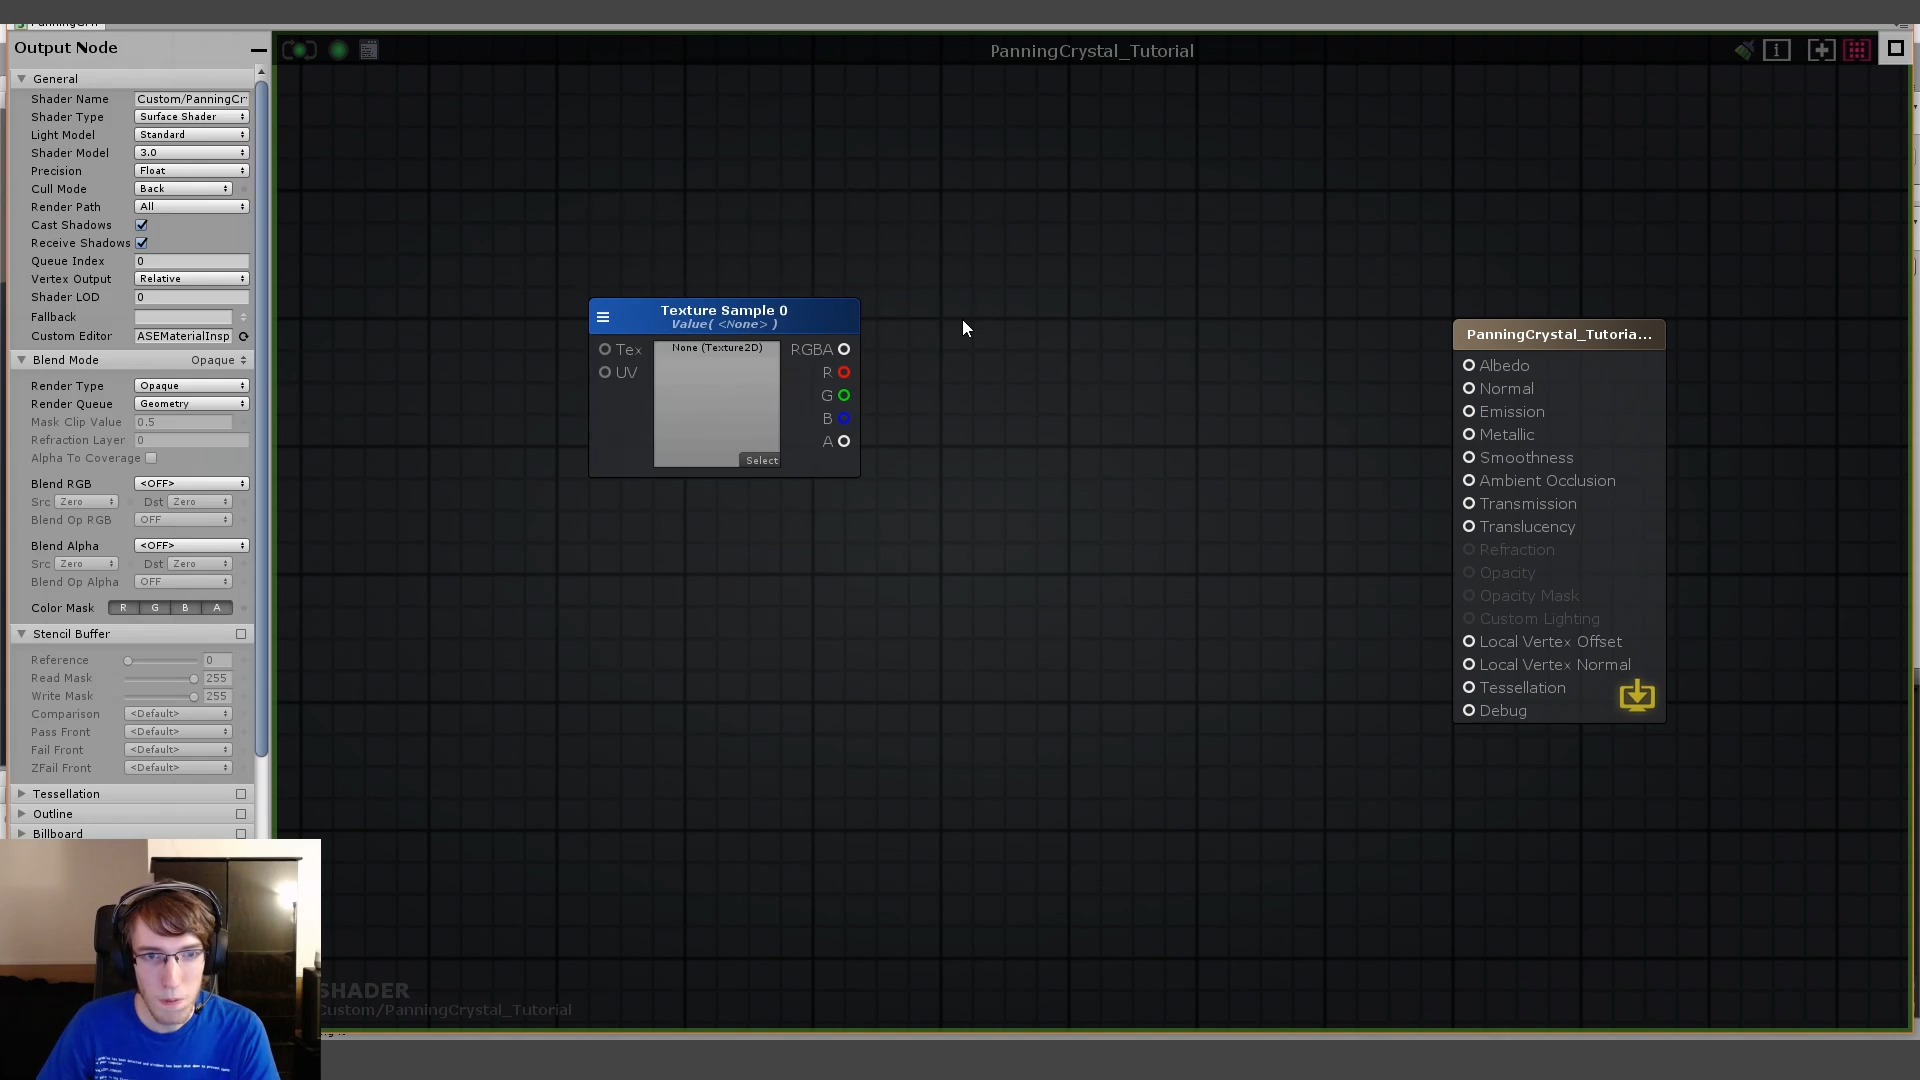 Output Node
PanningCrystal_Tutorial
General
Shader Name Custom/PanningCr
Shader Type Surface Shader
Light Model Standard
Shader Model 3.0
Precision Float
Cull Mode Back
Render Path All
Cast Shadows
Receive Shadows
Queue Index 0
Vertex Output Relative
Shader LOD 0
Fallback
Custom Editor ASEMaterialInsp
Blend Mode Opaque
Render Type Opaque
Render Queue Geometry
Mask Clip Value 0.5
Refraction Layer 0
Alpha To Coverage
Blend RGB <OFF>
Src Zero Dst Zero
Blend Op RGB OFF
Blend Alpha <OFF>
Src Zero Dst Zero
Blend Op Alpha OFF
Color Mask R G B A
Stencil Buffer
Reference 0
Read Mask 255
Write Mask 255
Comparison <Default>
Pass Front <Default>
Fail Front <Default>
ZFail Front <Default>
Tessellation
Outline
Billboard
Texture Sample 0
Value( <None> )
Tex
UV
None (Texture2D)
Select
RGBA
R
G
B
A
PanningCrystal_Tutoria...
Albedo
Normal
Emission
Metallic
Smoothness
Ambient Occlusion
Transmission
Translucency
Refraction
Opacity
Opacity Mask
Custom Lighting
Local Vertex Offset
Local Vertex Normal
Tessellation
Debug
SHADER
Custom/PanningCrystal_Tutorial